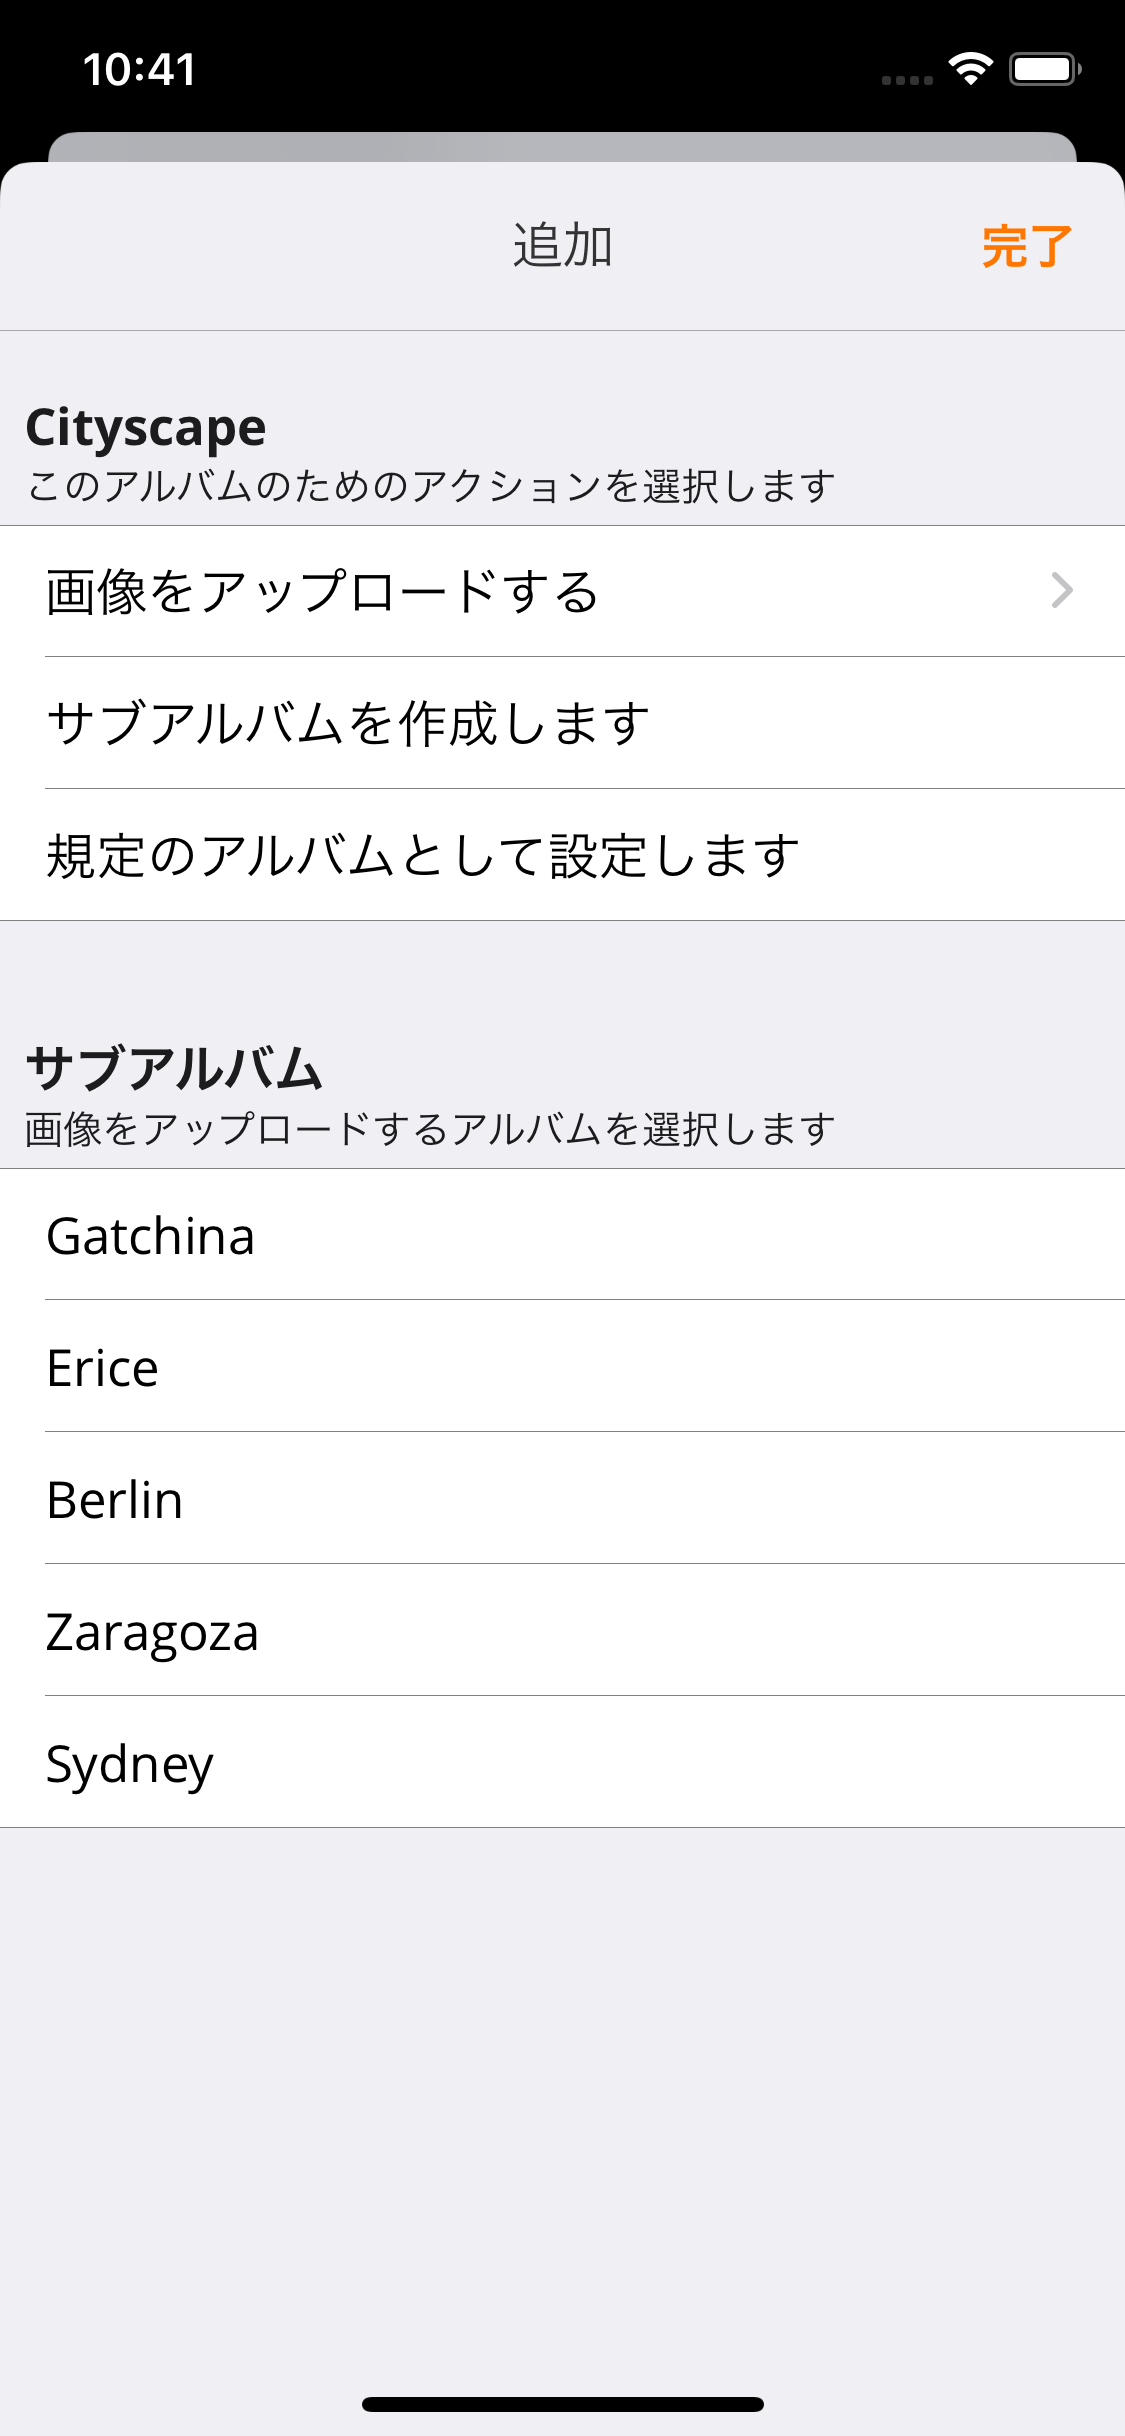 10:41
追加
完了
Cityscape
このアルバムのためのアクションを選択します
画像をアップロードする
サブアルバムを作成します
規定のアルバムとして設定します
サブアルバム
画像をアップロードするアルバムを選択します
Gatchina
Erice
Berlin
Zaragoza
Sydney